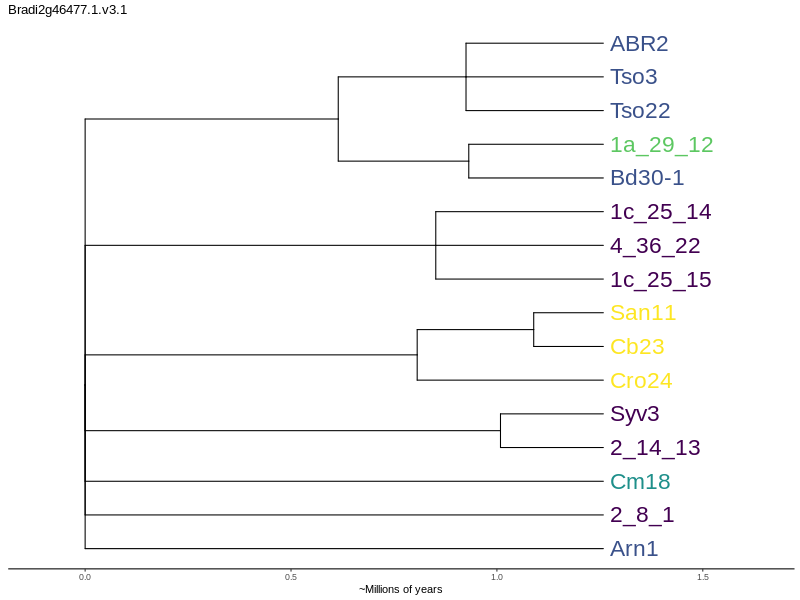 Bradi2g46477.1.v3.1
ABR2
Tso3
Tso22
1a_29_12
Bd30-1
1c_25_14
4_36_22
1c_25_15
San11
Cb23
Cro24
Syv3
2_14_13
Cm18
2_8_1
Arn1
0.0 0.5 1.0 1.5
~Millions of years